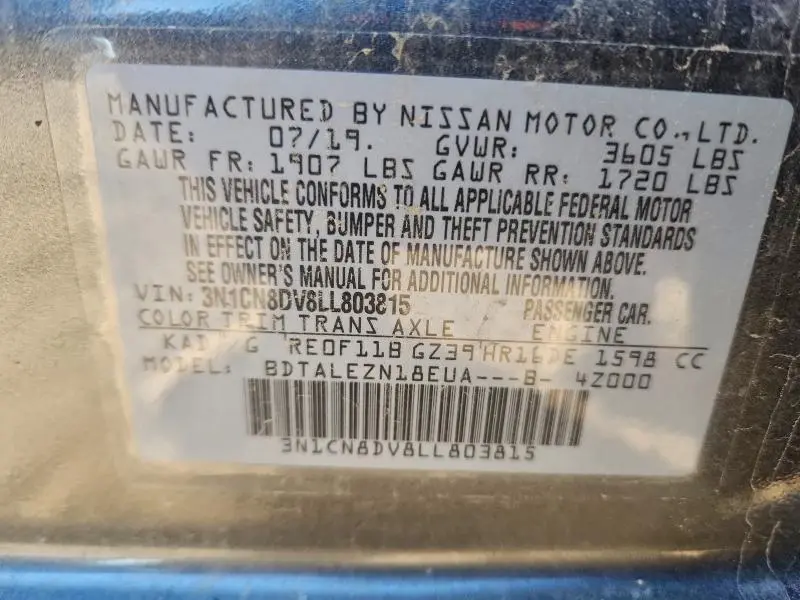 MANUFACTURED BY NISSAN MOTOR CO., LTD.
DATE: 07/19. GVWR: 3605 LBS
GAWR FR: 1907 LBS GAWR RR: 1720 LBS
THIS VEHICLE CONFORMS TO ALL APPLICABLE FEDERAL MOTOR
VEHICLE SAFETY, BUMPER AND THEFT PREVENTION STANDARDS
IN EFFECT ON THE DATE OF MANUFACTURE SHOWN ABOVE.
SEE OWNER'S MANUAL FOR ADDITIONAL INFORMATION.
VIN: 3N1CN8DV8LL803815 PASSENGER CAR.
COLOR TRIM TRANS AXLE ENGINE
KAD G RE0F11B GZ39 HR16DE 1598 CC
MODEL: BDTALEZN18EUA---B- 4Z000
3N1CN8DV8LL803815